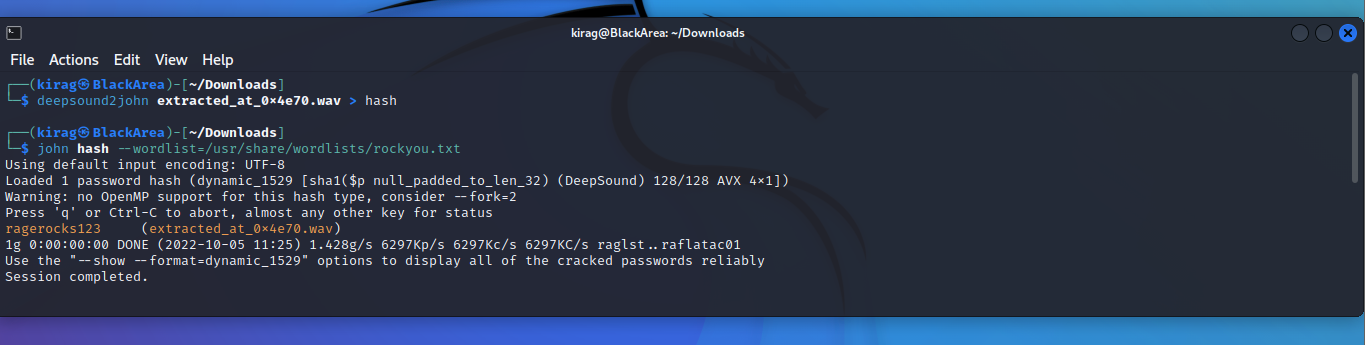 kirag@BlackArea: ~/Downloads
File Actions Edit View Help
┌──(kirag㉿BlackArea)-[~/Downloads]
└─$ deepsound2john extracted_at_0×4e70.wav > hash
┌──(kirag㉿BlackArea)-[~/Downloads]
└─$ john hash --wordlist=/usr/share/wordlists/rockyou.txt
Using default input encoding: UTF-8
Loaded 1 password hash (dynamic_1529 [sha1($p null_padded_to_len_32) (DeepSound) 128/128 AVX 4×1])
Warning: no OpenMP support for this hash type, consider --fork=2
Press 'q' or Ctrl-C to abort, almost any other key for status
ragerocks123     (extracted_at_0×4e70.wav)
1g 0:00:00:00 DONE (2022-10-05 11:25) 1.428g/s 6297Kp/s 6297Kc/s 6297KC/s raglst..raflatac01
Use the "--show --format=dynamic_1529" options to display all of the cracked passwords reliably
Session completed.